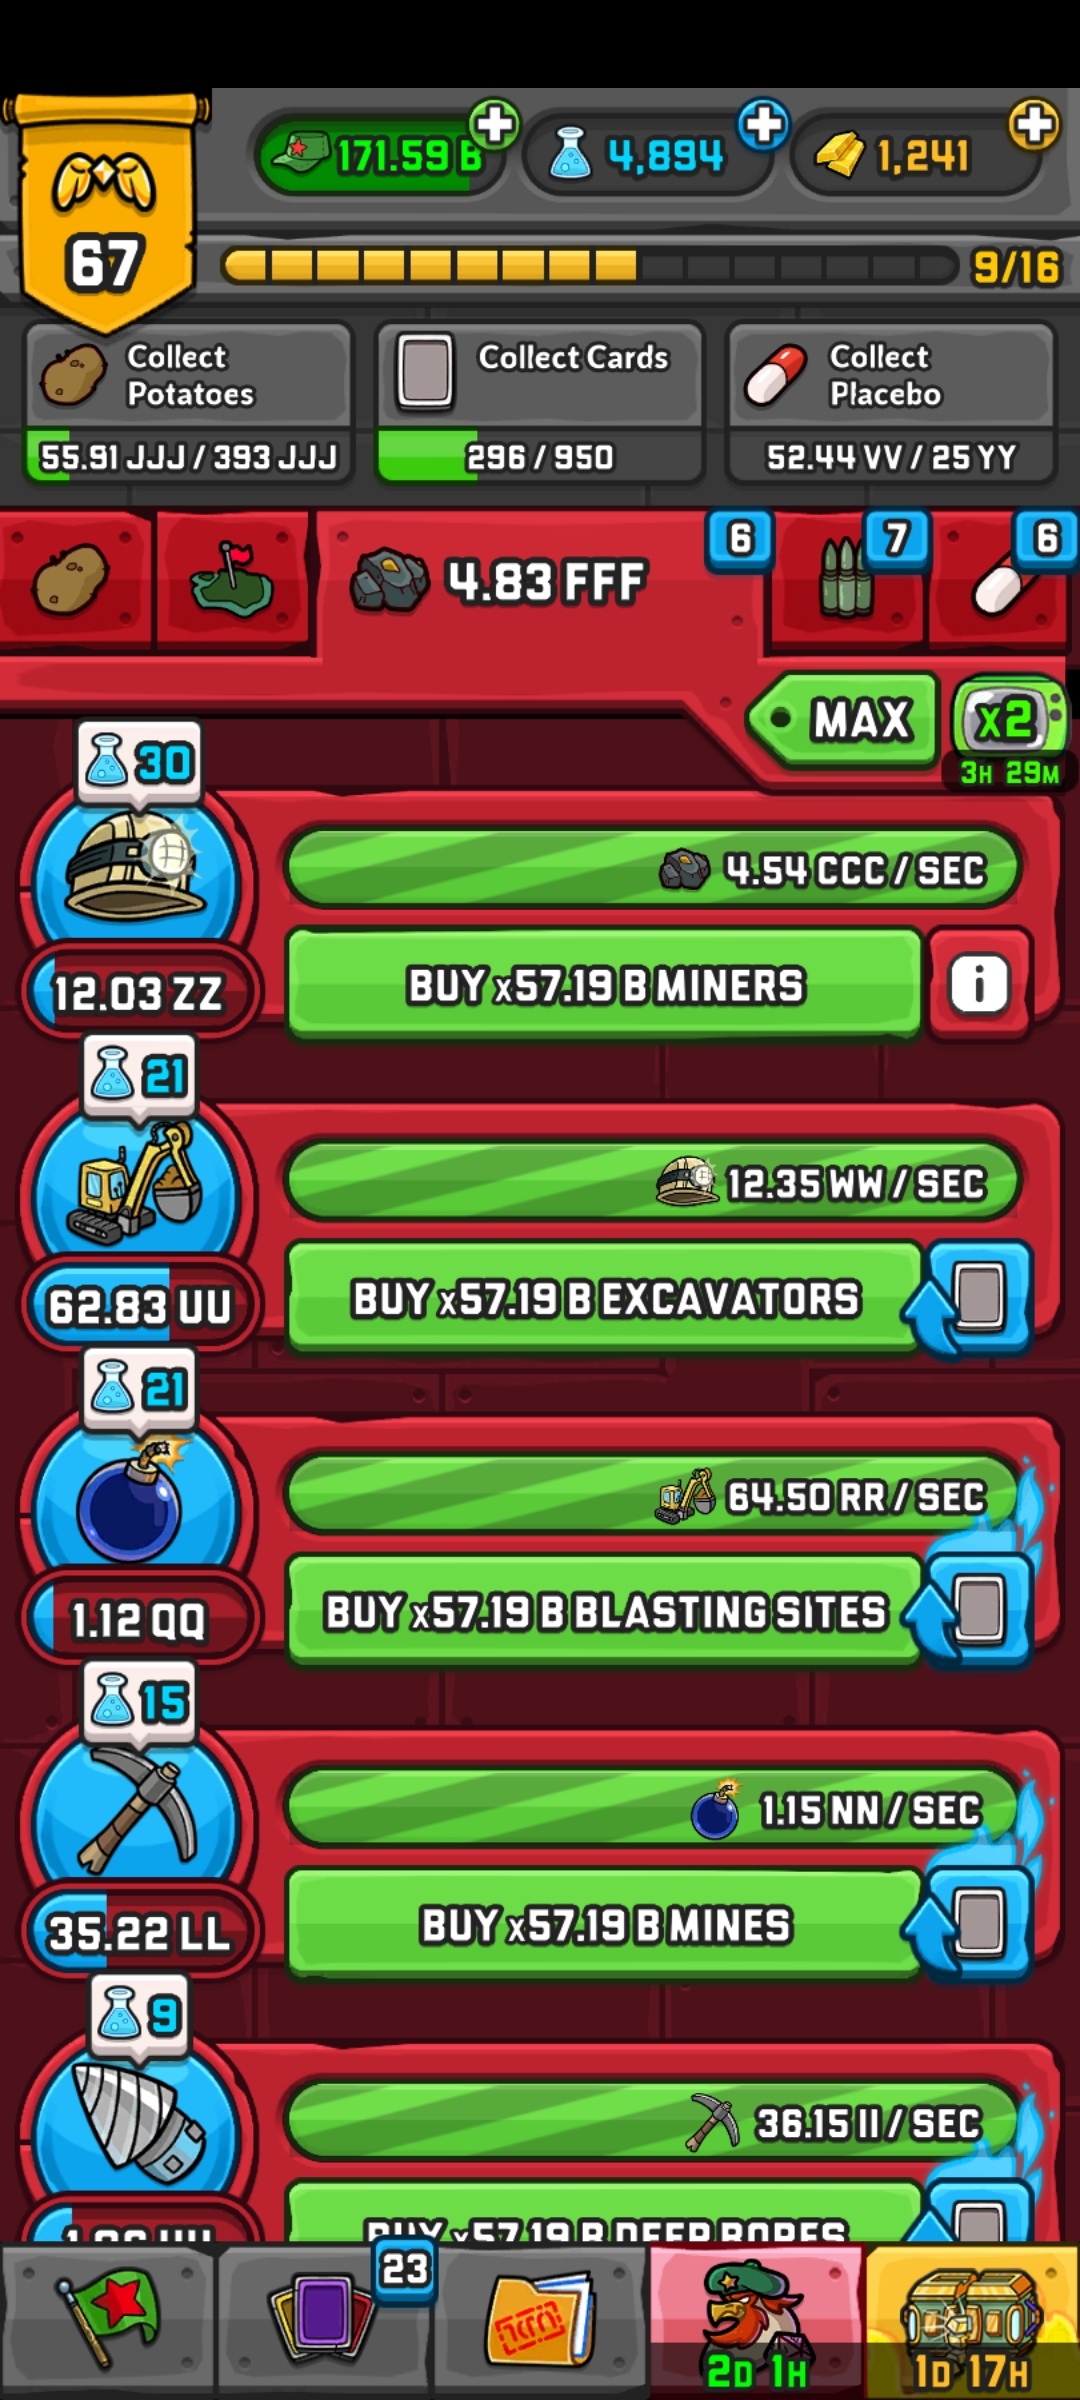 171.59 B
4,894
1,241
67
9/16
Collect Potatoes
55.91 JJJ / 393 JJJ
Collect Cards
296 / 950
Collect Placebo
52.44 VV / 25 YY
4.83 FFF
6
7
6
MAX
x2
3H 29M
30
4.54 CCC / SEC
12.03 ZZ
BUY x57.19 B MINERS
i
21
12.35 WW / SEC
62.83 UU
BUY x57.19 B EXCAVATORS
21
64.50 RR / SEC
1.12 QQ
BUY x57.19 B BLASTING SITES
15
1.15 NN / SEC
35.22 LL
BUY x57.19 B MINES
9
36.15 II / SEC
BUY x57.19 B DEEP BORES
23
2D 1H
1D 17H